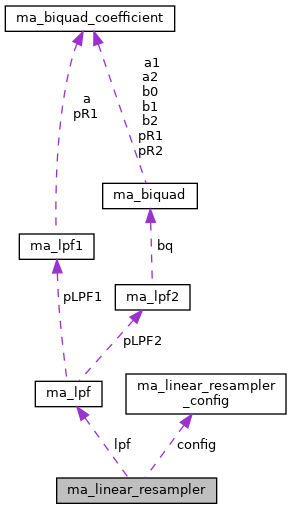 ma_biquad_coefficient
a
pR1
a1
a2
b0
b1
b2
pR1
pR2
ma_biquad
ma_lpf1
bq
ma_lpf2
pLPF1
pLPF2
ma_lpf
ma_linear_resampler
_config
lpf
config
ma_linear_resampler